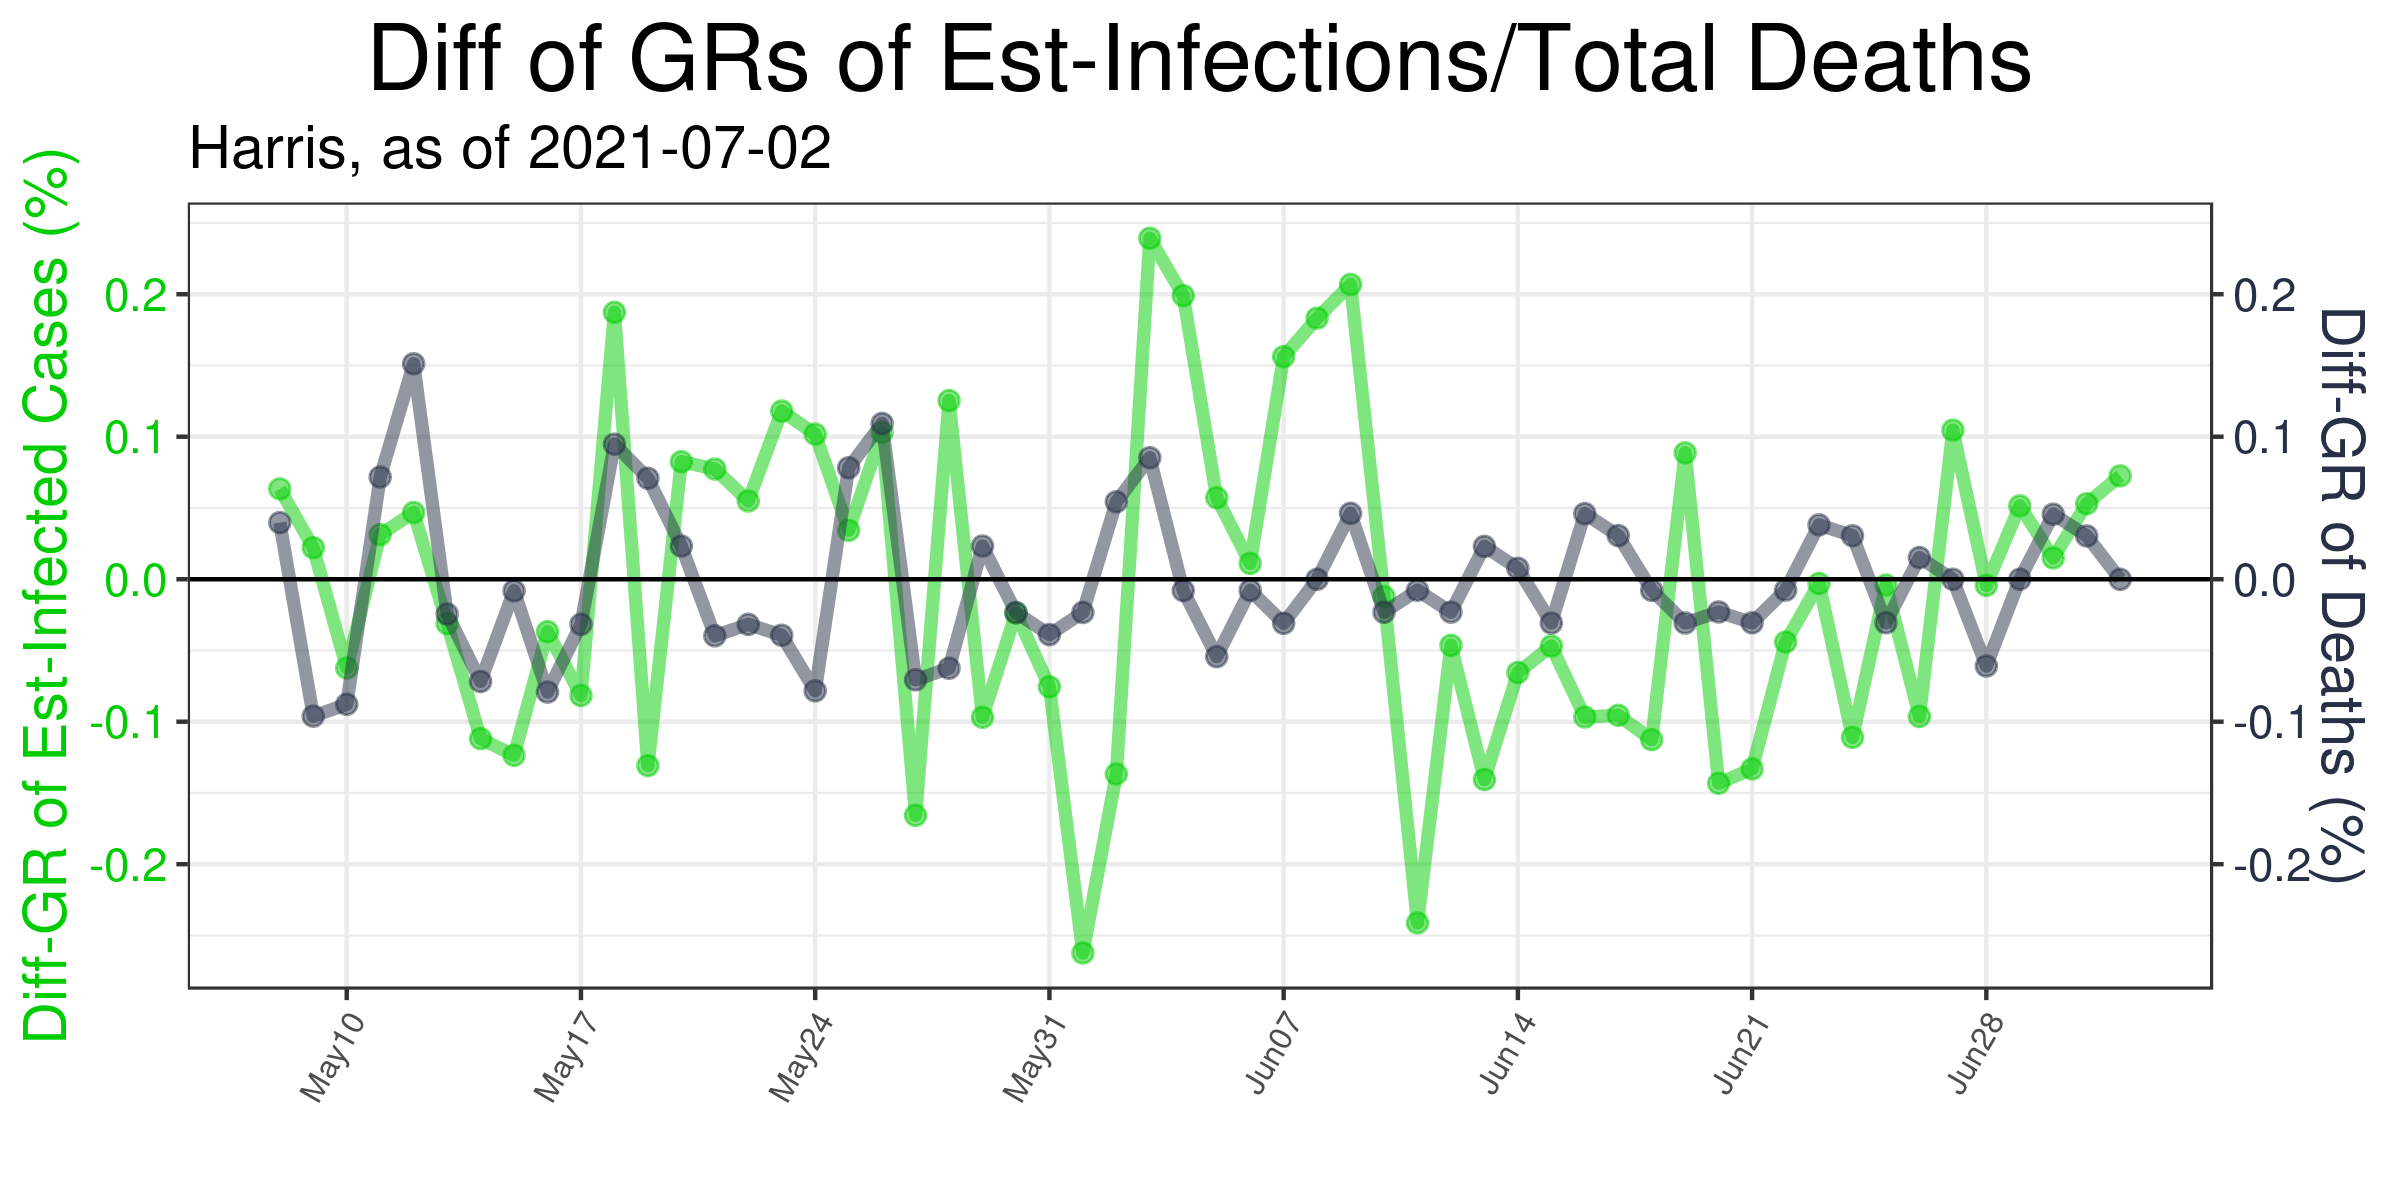 Diff of GRs of Est-Infections/Total Deaths
Harris, as of 2021-07-02
Diff-GR of Est-Infected Cases (%)
0.2
0.1
0.0
-0.1
-0.2
0.2
0.1
0.0
-0.1
-0.2
Diff-GR of Deaths (%)
May10
May17
May24
May31
Jun07
Jun14
Jun21
Jun28